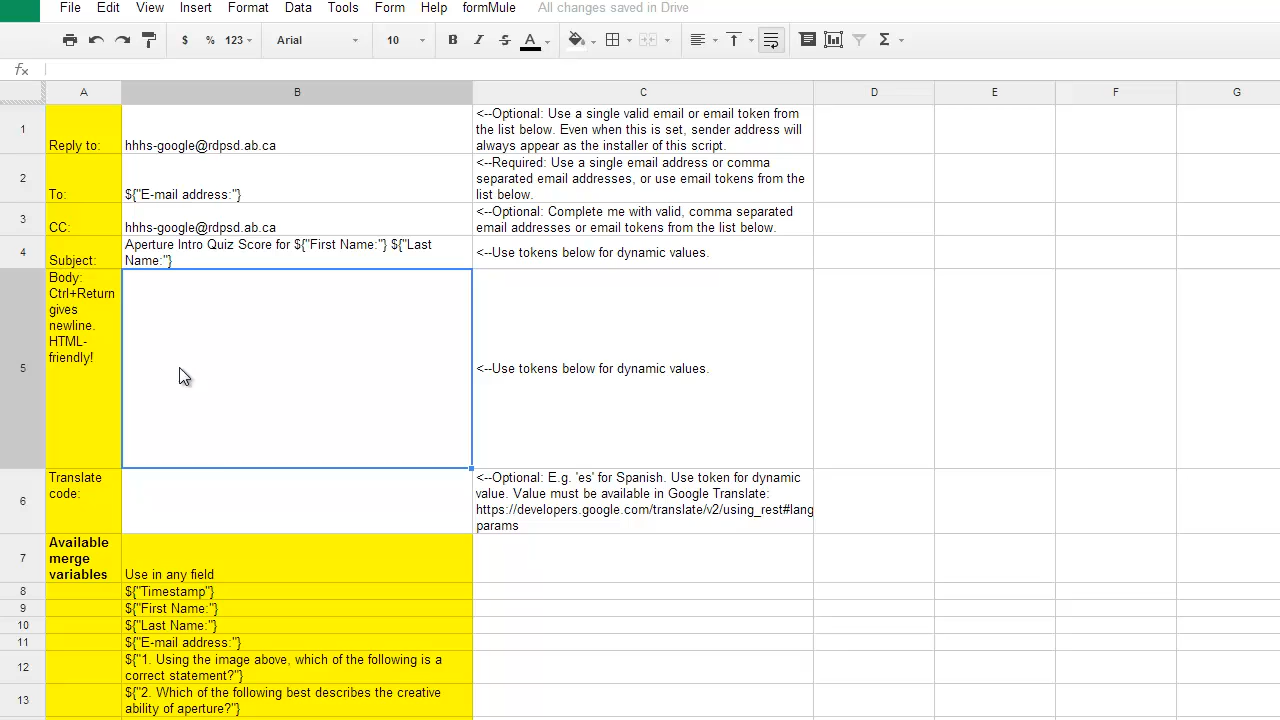 File Edit View Insert Format Data Tools Form Help formMule All changes saved in Drive
$ % 123 Arial 10 B I S A Σ
fx
A B C D E F G
1 Reply to: hhhs-google@rdpsd.ab.ca
<--Optional: Use a single valid email or email token from
the list below. Even when this is set, sender address will
always appear as the installer of this script.
2 To: ${"E-mail address:"}
<--Required: Use a single email address or comma
separated email addresses, or use email tokens from the
list below.
3 CC: hhhs-google@rdpsd.ab.ca
<--Optional: Complete me with valid, comma separated
email addresses or email tokens from the list below.
4 Subject:
Aperture Intro Quiz Score for ${"First Name:"} ${"Last
Name:"}
<--Use tokens below for dynamic values.
5
Body:
Ctrl+Return
gives
newline.
HTML-
friendly!
<--Use tokens below for dynamic values.
6
Translate
code:
<--Optional: E.g. 'es' for Spanish. Use token for dynamic
value. Value must be available in Google Translate:
https://developers.google.com/translate/v2/using_rest#lang
params
7
Available
merge
variables
Use in any field
8 ${"Timestamp"}
9 ${"First Name:"}
10 ${"Last Name:"}
11 ${"E-mail address:"}
12
${"1. Using the image above, which of the following is a
correct statement?"}
13
${"2. Which of the following best describes the creative
ability of aperture?"}